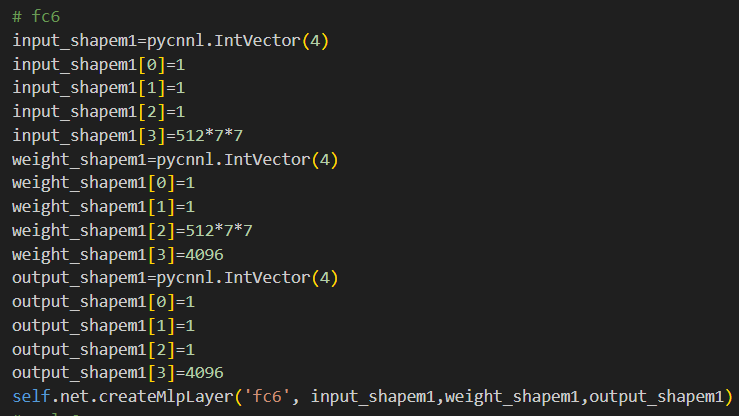 # fc6
input_shapem1=pycnnl.IntVector(4)
input_shapem1[0]=1
input_shapem1[1]=1
input_shapem1[2]=1
input_shapem1[3]=512*7*7
weight_shapem1=pycnnl.IntVector(4)
weight_shapem1[0]=1
weight_shapem1[1]=1
weight_shapem1[2]=512*7*7
weight_shapem1[3]=4096
output_shapem1=pycnnl.IntVector(4)
output_shapem1[0]=1
output_shapem1[1]=1
output_shapem1[2]=1
output_shapem1[3]=4096
self.net.createMlpLayer('fc6', input_shapem1,weight_shapem1,output_shapem1)